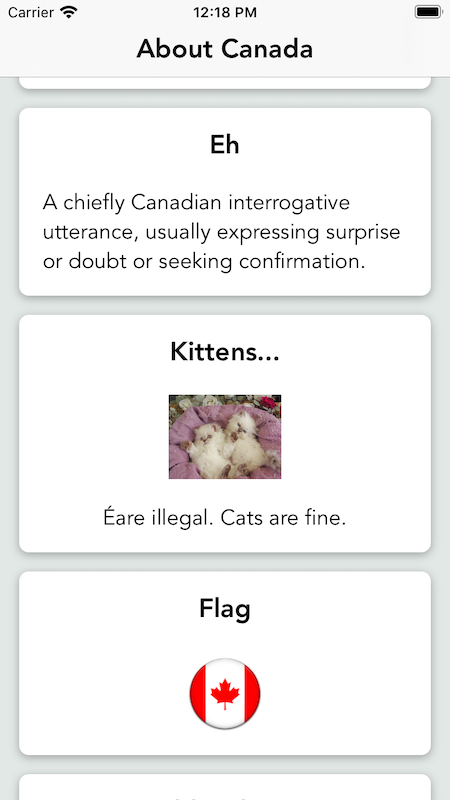 Carrier 12:18 PM
About Canada
Eh
A chiefly Canadian interrogative
utterance, usually expressing surprise
or doubt or seeking confirmation.
Kittens...
Éare illegal. Cats are fine.
Flag